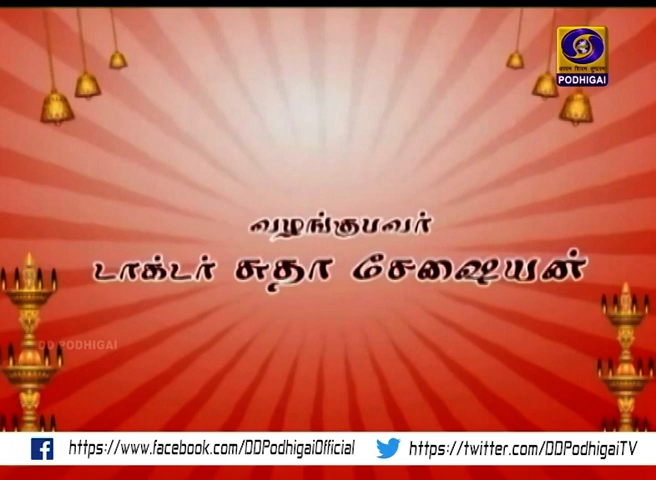 PODHIGAI
வழங்குபவர்
டாக்டர் சுதா சேஷையன்
DD PODHIGAI
https://www.facebook.com/DDPodhigaiOfficial https://twitter.com/DDPodhigaiTV